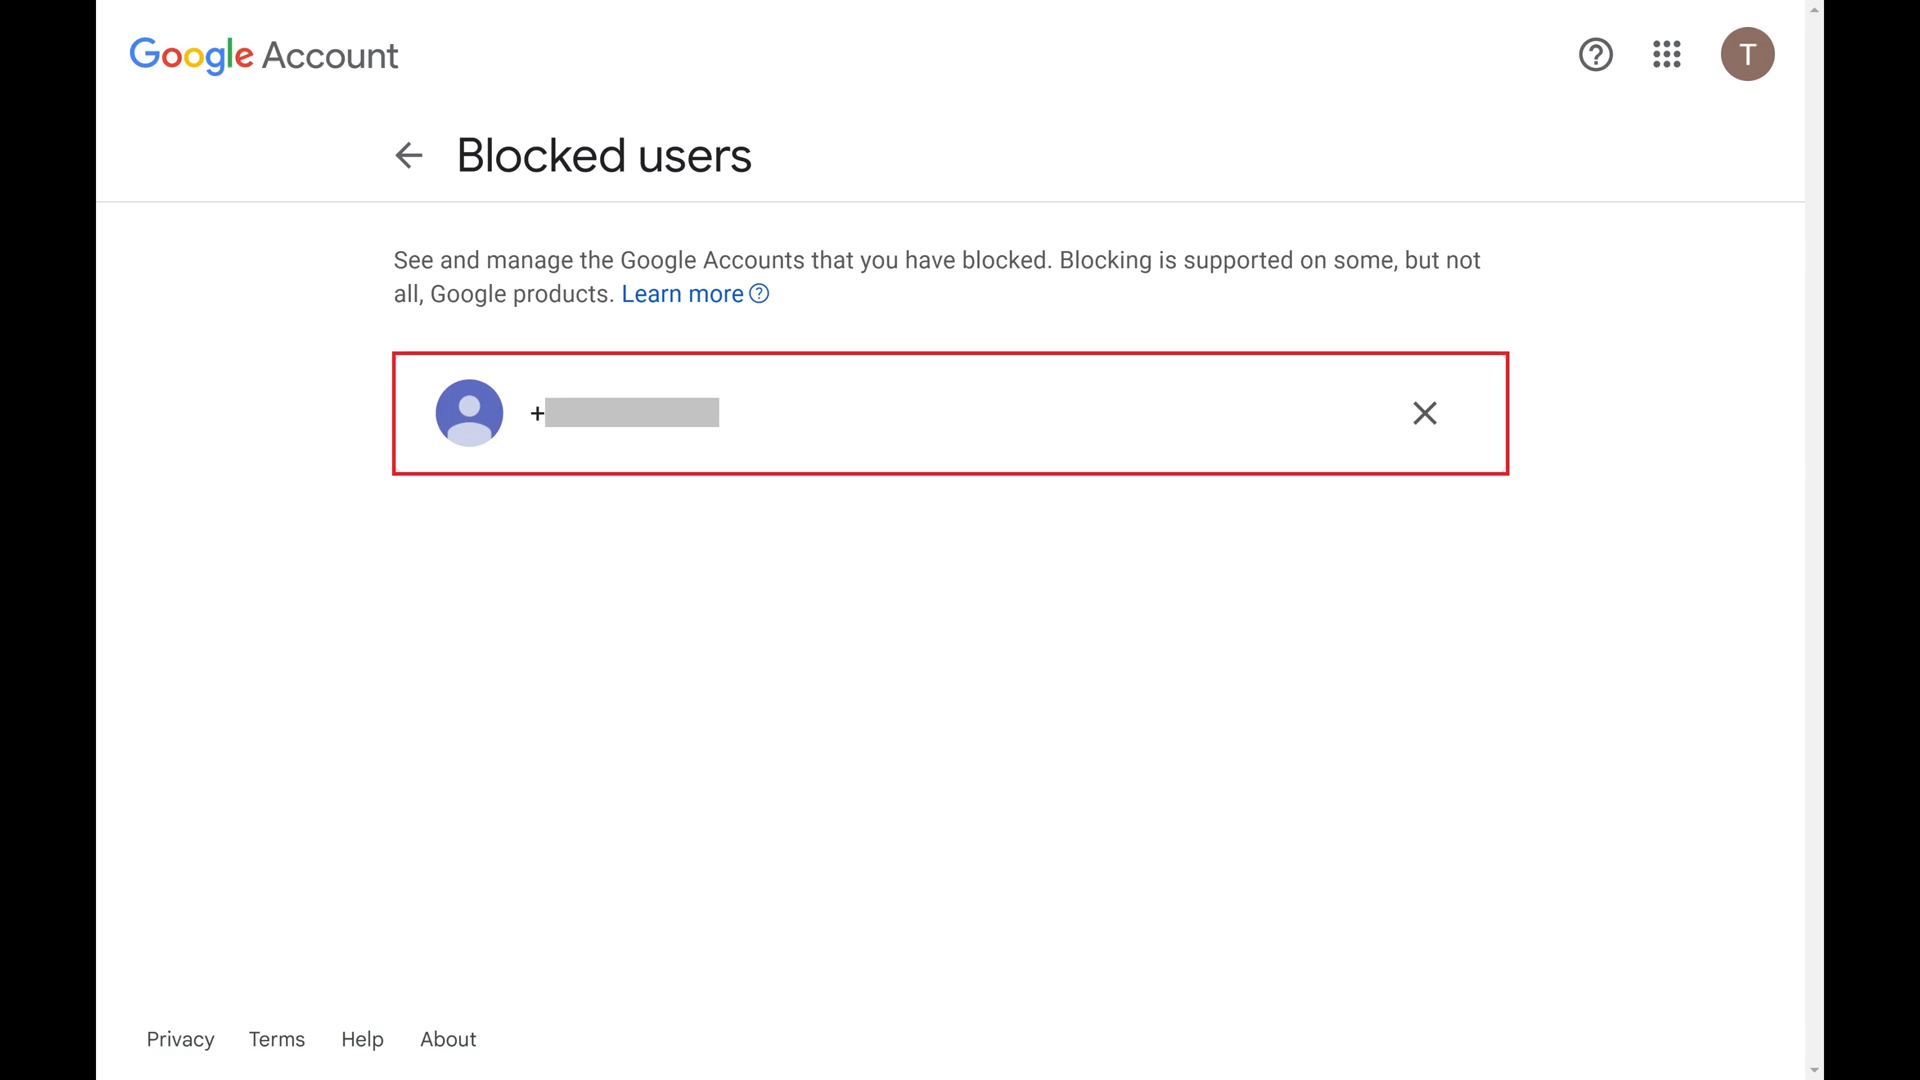 Google Account
T
Blocked users
See and manage the Google Accounts that you have blocked. Blocking is supported on some, but not
all, Google products. Learn more
+
Privacy Terms Help About